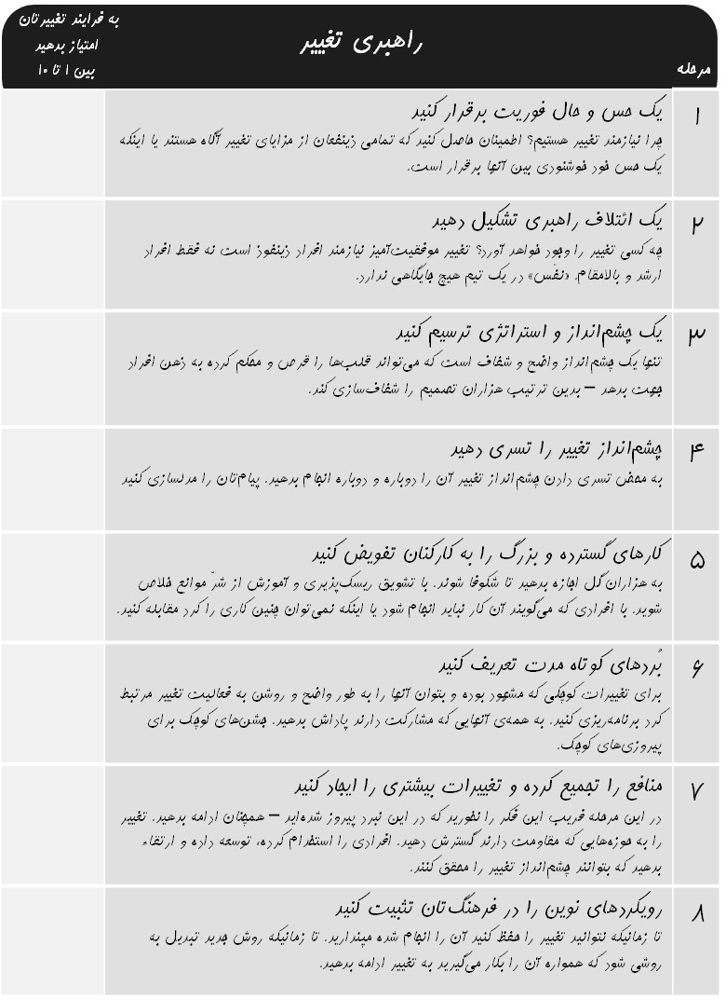 مرحله
راهبری تغییر
به فرایند تغییرتان
امتیاز بدهید
بین ۱ تا ۱۰
۱
یک حس و حال فوریت برقرار کنید
چرا نیازمند تغییر هستیم؟ اطمینان حاصل کنید که تمامی ذینفعان از مزایای تغییر آگاه هستند یا اینکه
یک حس خود خوشنودی بین آنها برقرار است.
۲
یک ائتلاف راهبری تشکیل دهید
چه کسی تغییر را وجود خواهد آورد؟ تغییر موفقیت‌آمیز نیازمند افراد ذینفوذ است نه فقط افراد
ارشد و بالامقام. «نفْس» در یک تیم هیچ جایگاهی ندارد.
۳
یک چشم‌انداز و استراتژی ترسیم کنید
تنها یک چشم‌انداز واضح و شفاف است که می‌تواند قلب‌ها را قرص و محکم کرده به ذهن افراد
جهت بدهد – بدین ترتیب هزاران تصمیم را شفاف‌سازی کند.
۴
چشم‌انداز تغییر را تسری دهید
به محض تسری دادن چشم‌انداز تغییر آن را دوباره و دوباره انجام بدهید. پیام‌تان را مدلسازی کنید
۵
کارهای گسترده و بزرگ را به کارکنان تفویض کنید
به هزاران گل اجازه بدهید تا شکوفا شوند. با تشویق ریسک‌پذیری و آموزش از شرّ موانع خلاص
شوید. با افرادی که می‌گویند آن کار نباید انجام شود یا اینکه نمی‌توان چنین کاری را کرد مقابله کنید.
۶
بُردهای کوتاه مدت تعریف کنید
برای تغییرات کوچکی که مشهود بوده و بتوان آنها را به طور واضح و روشن به فعالیت تغییر مرتبط
کرد برنامه‌ریزی کنید. به همه‌ی آنهایی که مشارکت دارند پاداش بدهید. جشن‌های کوچک برای
پیروزی‌های کوچک.
۷
منافع را تجمیع کرده و تغییرات بیشتری را ایجاد کنید
در این مرحله فریب این فکر را نخورید که در این نبرد پیروز شده‌اید – همچنان ادامه بدهید. تغییر
را به حوزه‌هایی که مقاومت دارند گسترش دهید. افرادی را استخدام کرده، توسعه داده و ارتقاء
بدهید که بتوانند چشم‌انداز تغییر را محقق کنند.
۸
رویکردهای نوین را در فرهنگ‌تان تثبیت کنید
تا زمانیکه نتوانید تغییر را حفظ کنید آن را انجام شده مپندارید. تا زمانیکه روش جدید تبدیل به
روشی شود که همواره آن را بکار می‌گیرید به تغییر ادامه بدهید.